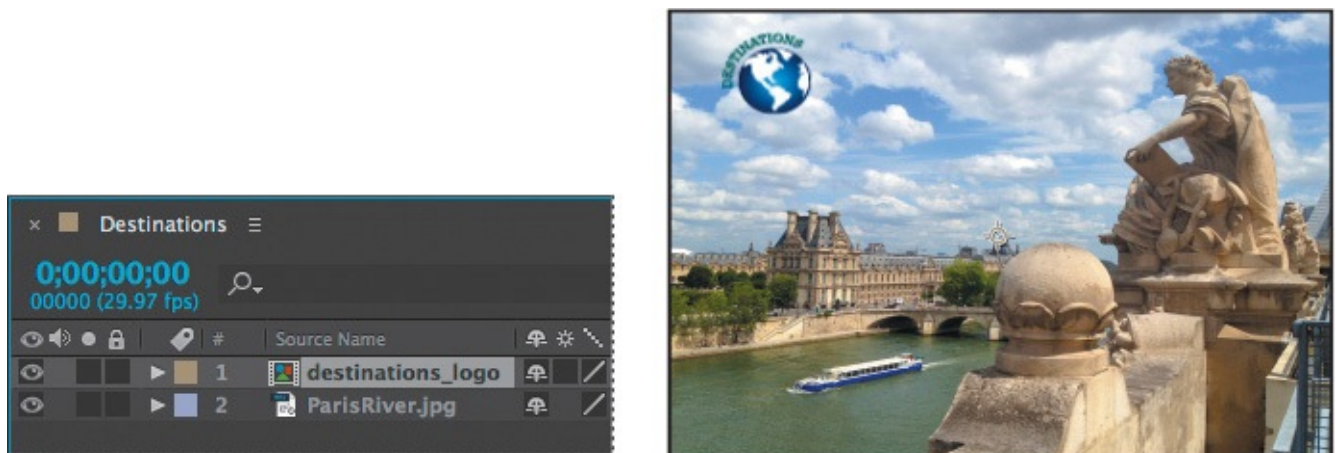 Destinations
0;00;00;00
00000 (29.97 fps)
# Source Name
1 destinations_logo
2 ParisRiver.jpg
DESTINATIONS